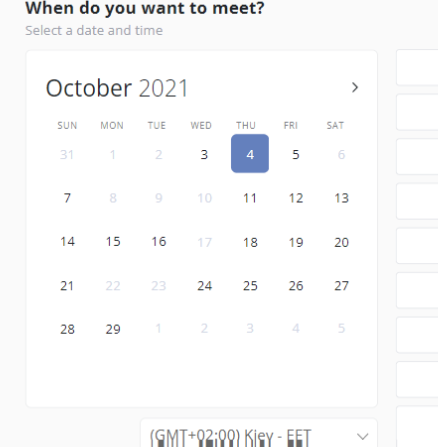 When do you want to meet?
Select a date and time
October 2021
SUN MON TUE WED THU FRI SAT
31 1 2 3 4 5 6
7 8 9 10 11 12 13
14 15 16 17 18 19 20
21 22 23 24 25 26 27
28 29 1 2 3 4 5
(GMT+02:00) Kiev - EET